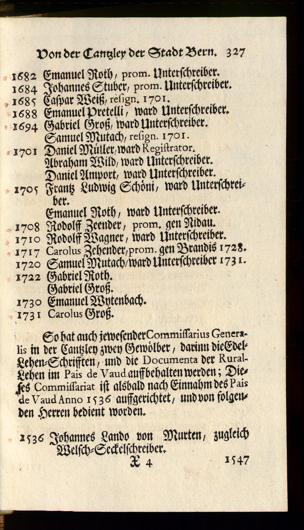 Von der Cantzley der Stadt Bern. 327
1682 Emanuel Roth, prom. Unterschreiber.
1684 Johannes Stuber, prom. Unterschreiber.
1685 Caspar Weiß, resign. 1701.
1688 Emanuel Pretelli, ward Unterschreiber.
1694 Gabriel Groß, ward Unterschreiber.
Samuel Mutach, resign. 1701.
1701 Daniel Müller, ward Registrator.
Abraham Wild, ward Unterschreiber.
Daniel Amport, ward Unterschreiber.
1705 Frantz Ludwig Schöni, ward Unterschrei-
ber.
Emanuel Roth, ward Unterschreiber.
1708 Rodolff Zeender, prom. gen Nidau.
1710 Rodolff Wagner, ward Unterschreiber.
1717 Carolus Zehender, prom. gen Brandis 1728.
1720 Samuel Mutach / ward Unterschreiber 1731.
1722 Gabriel Roth.
Gabriel Groß.
1730 Emanuel Wytenbach.
1731 Carolus Groß.
So hat auch jewesender Commissarius Genera-
lis in der Cantzley zwey Gewölber, darinn die Edel-
Lehen-Schrifften, und die Documenta der Rural-
Lehen im Pais de Vaud auffbehalten werden; Die-
ses Commissariat ist alsbald nach Einnahm des Pais
de Vaud Anno 1536 auffgerichtet, und von folgen-
den Herren bedient worden.
1536 Johannes Lando von Murten, zugleich
Welsch-Seckelschreiber.
X 4 1547